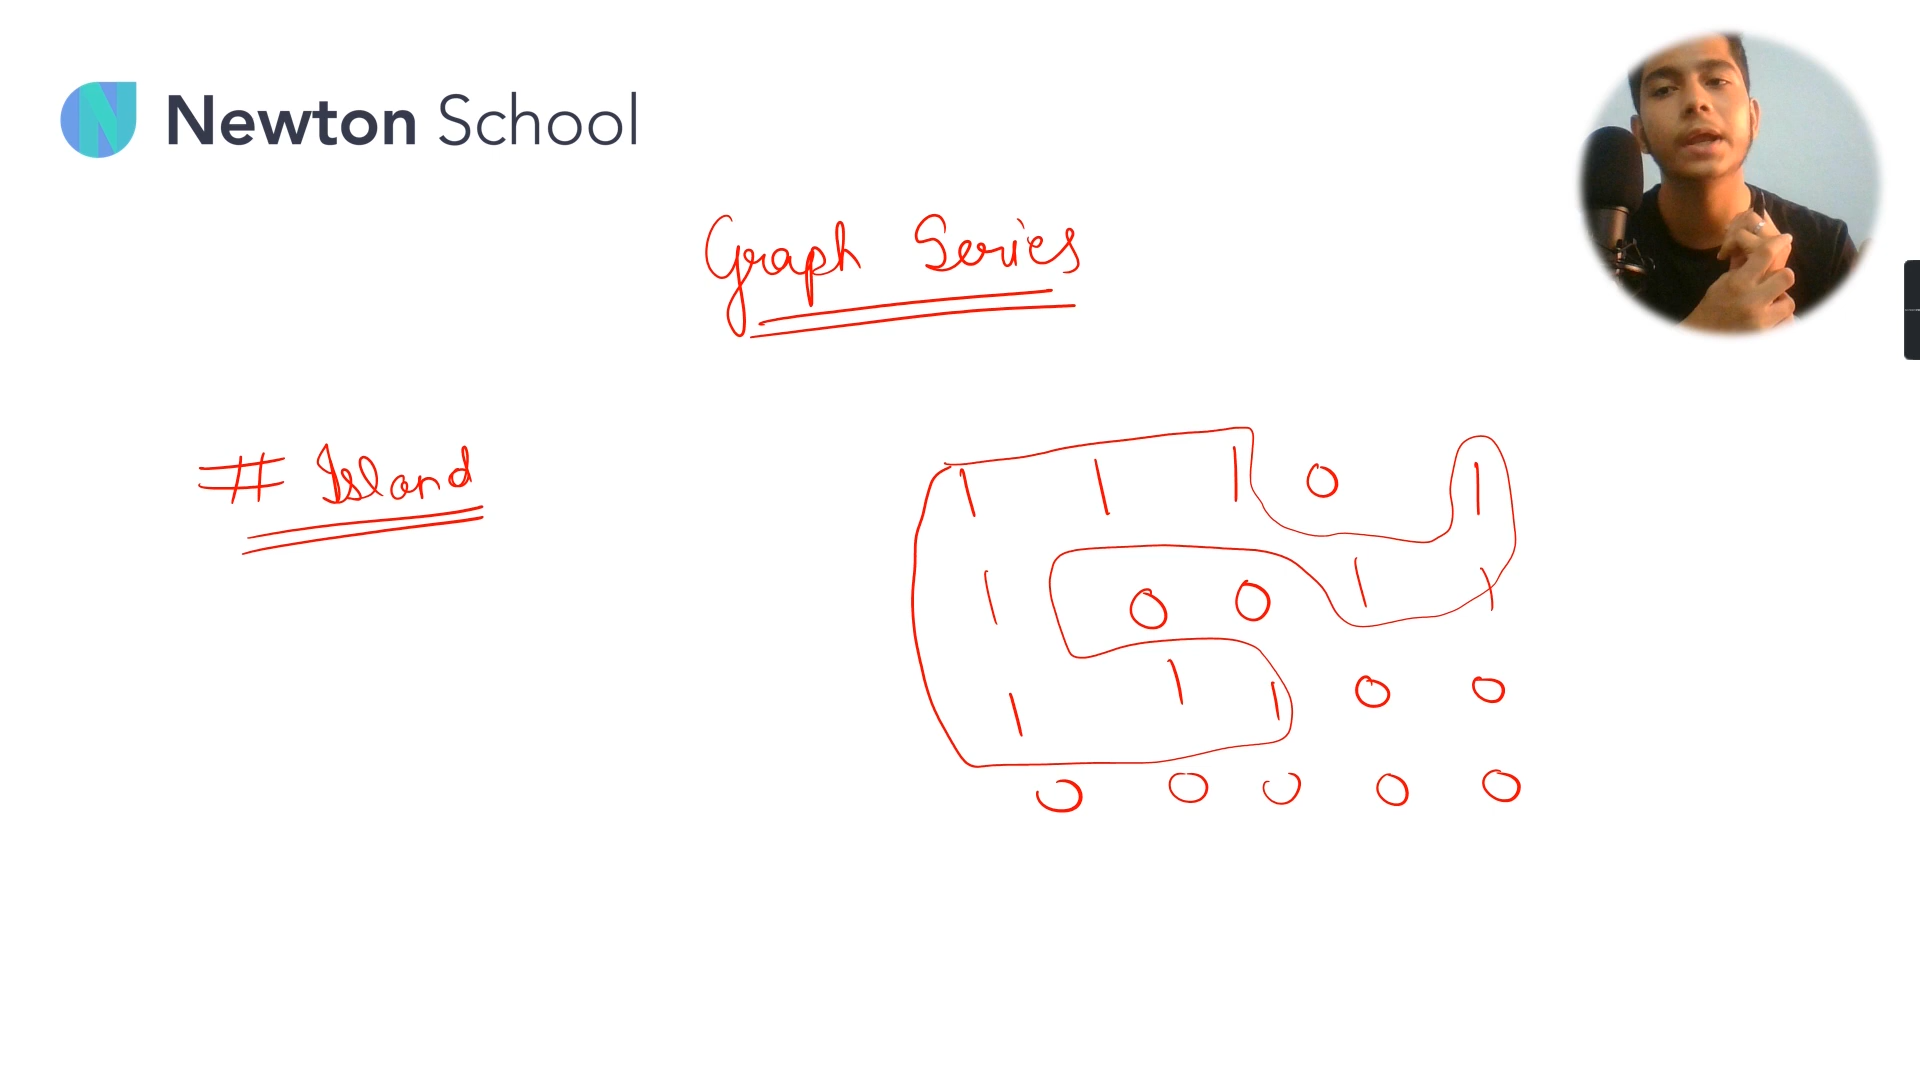 Newton School
Graph Series
# Island
1 1 1 0 1
1 0 0 1 1
1 1 1 0 0
0 0 0 0 0